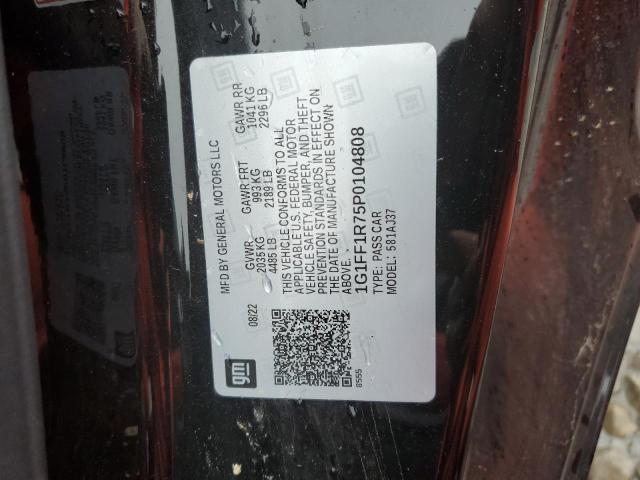 gm
08/22
MFD BY GENERAL MOTORS LLC
GVWR GAWR FRT GAWR RR
2035 KG 993 KG 1041 KG
4485 LB 2189 LB 2296 LB
THIS VEHICLE CONFORMS TO ALL
APPLICABLE U.S. FEDERAL MOTOR
VEHICLE SAFETY, BUMPER, AND THEFT
PREVENTION STANDARDS IN EFFECT ON
THE DATE OF MANUFACTURE SHOWN
ABOVE.
1G1FF1R75P0104808
TYPE: PASS CAR
MODEL: 581AJ37
8555